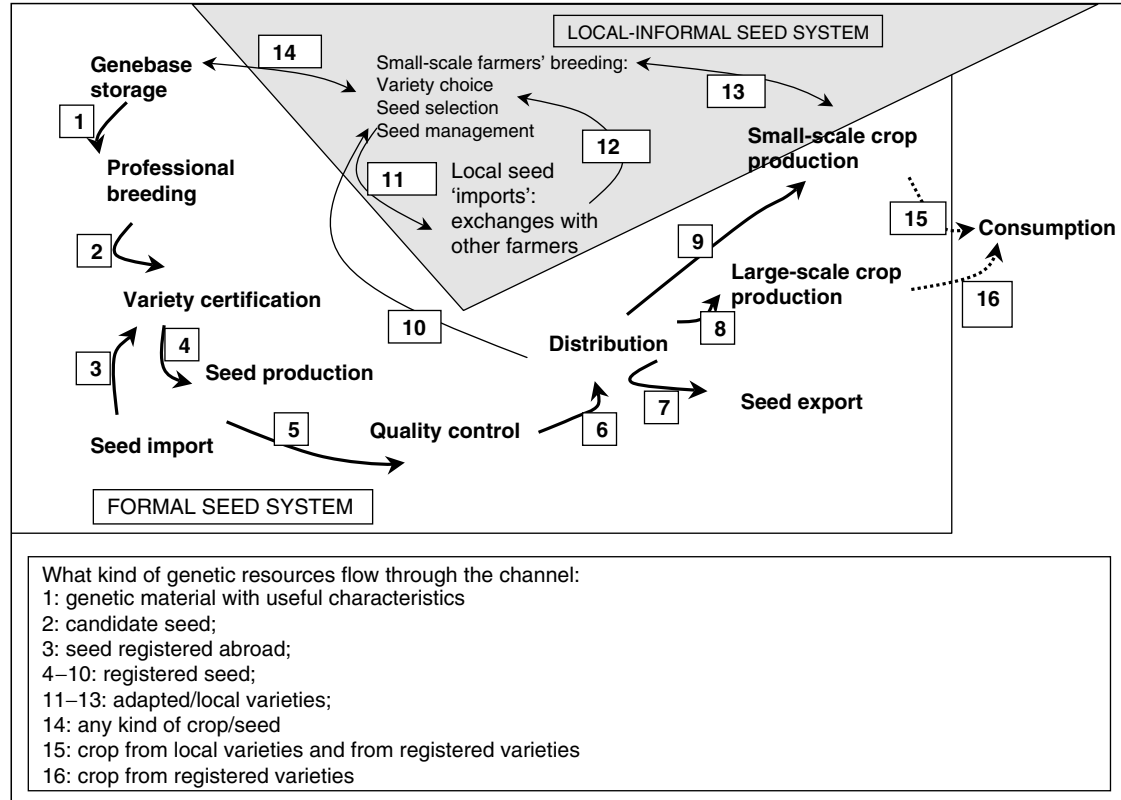 LOCAL-INFORMAL SEED SYSTEM
14
Genebase
storage
Small-scale farmers' breeding:
Variety choice
Seed selection
Seed management
13
1
12
Small-scale crop
production
Professional
breeding
11
Local seed
'imports':
exchanges with
other farmers
15
Consumption
2
9
Large-scale crop
production
16
Variety certification
10
8
Distribution
3
4
Seed production
7
Seed export
5
Quality control
6
Seed import
FORMAL SEED SYSTEM
What kind of genetic resources flow through the channel:
1: genetic material with useful characteristics
2: candidate seed;
3: seed registered abroad;
4–10: registered seed;
11–13: adapted/local varieties;
14: any kind of crop/seed
15: crop from local varieties and from registered varieties
16: crop from registered varieties